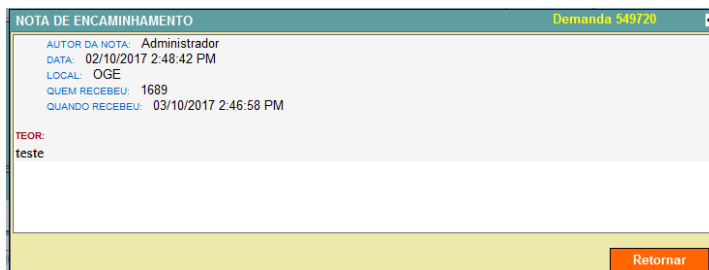 NOTA DE ENCAMINHAMENTO Demanda 549720
AUTOR DA NOTA: Administrador
DATA: 02/10/2017 2:48:42 PM
LOCAL: OGE
QUEM RECEBEU: 1689
QUANDO RECEBEU: 03/10/2017 2:46:58 PM
TEOR:
teste
Retornar